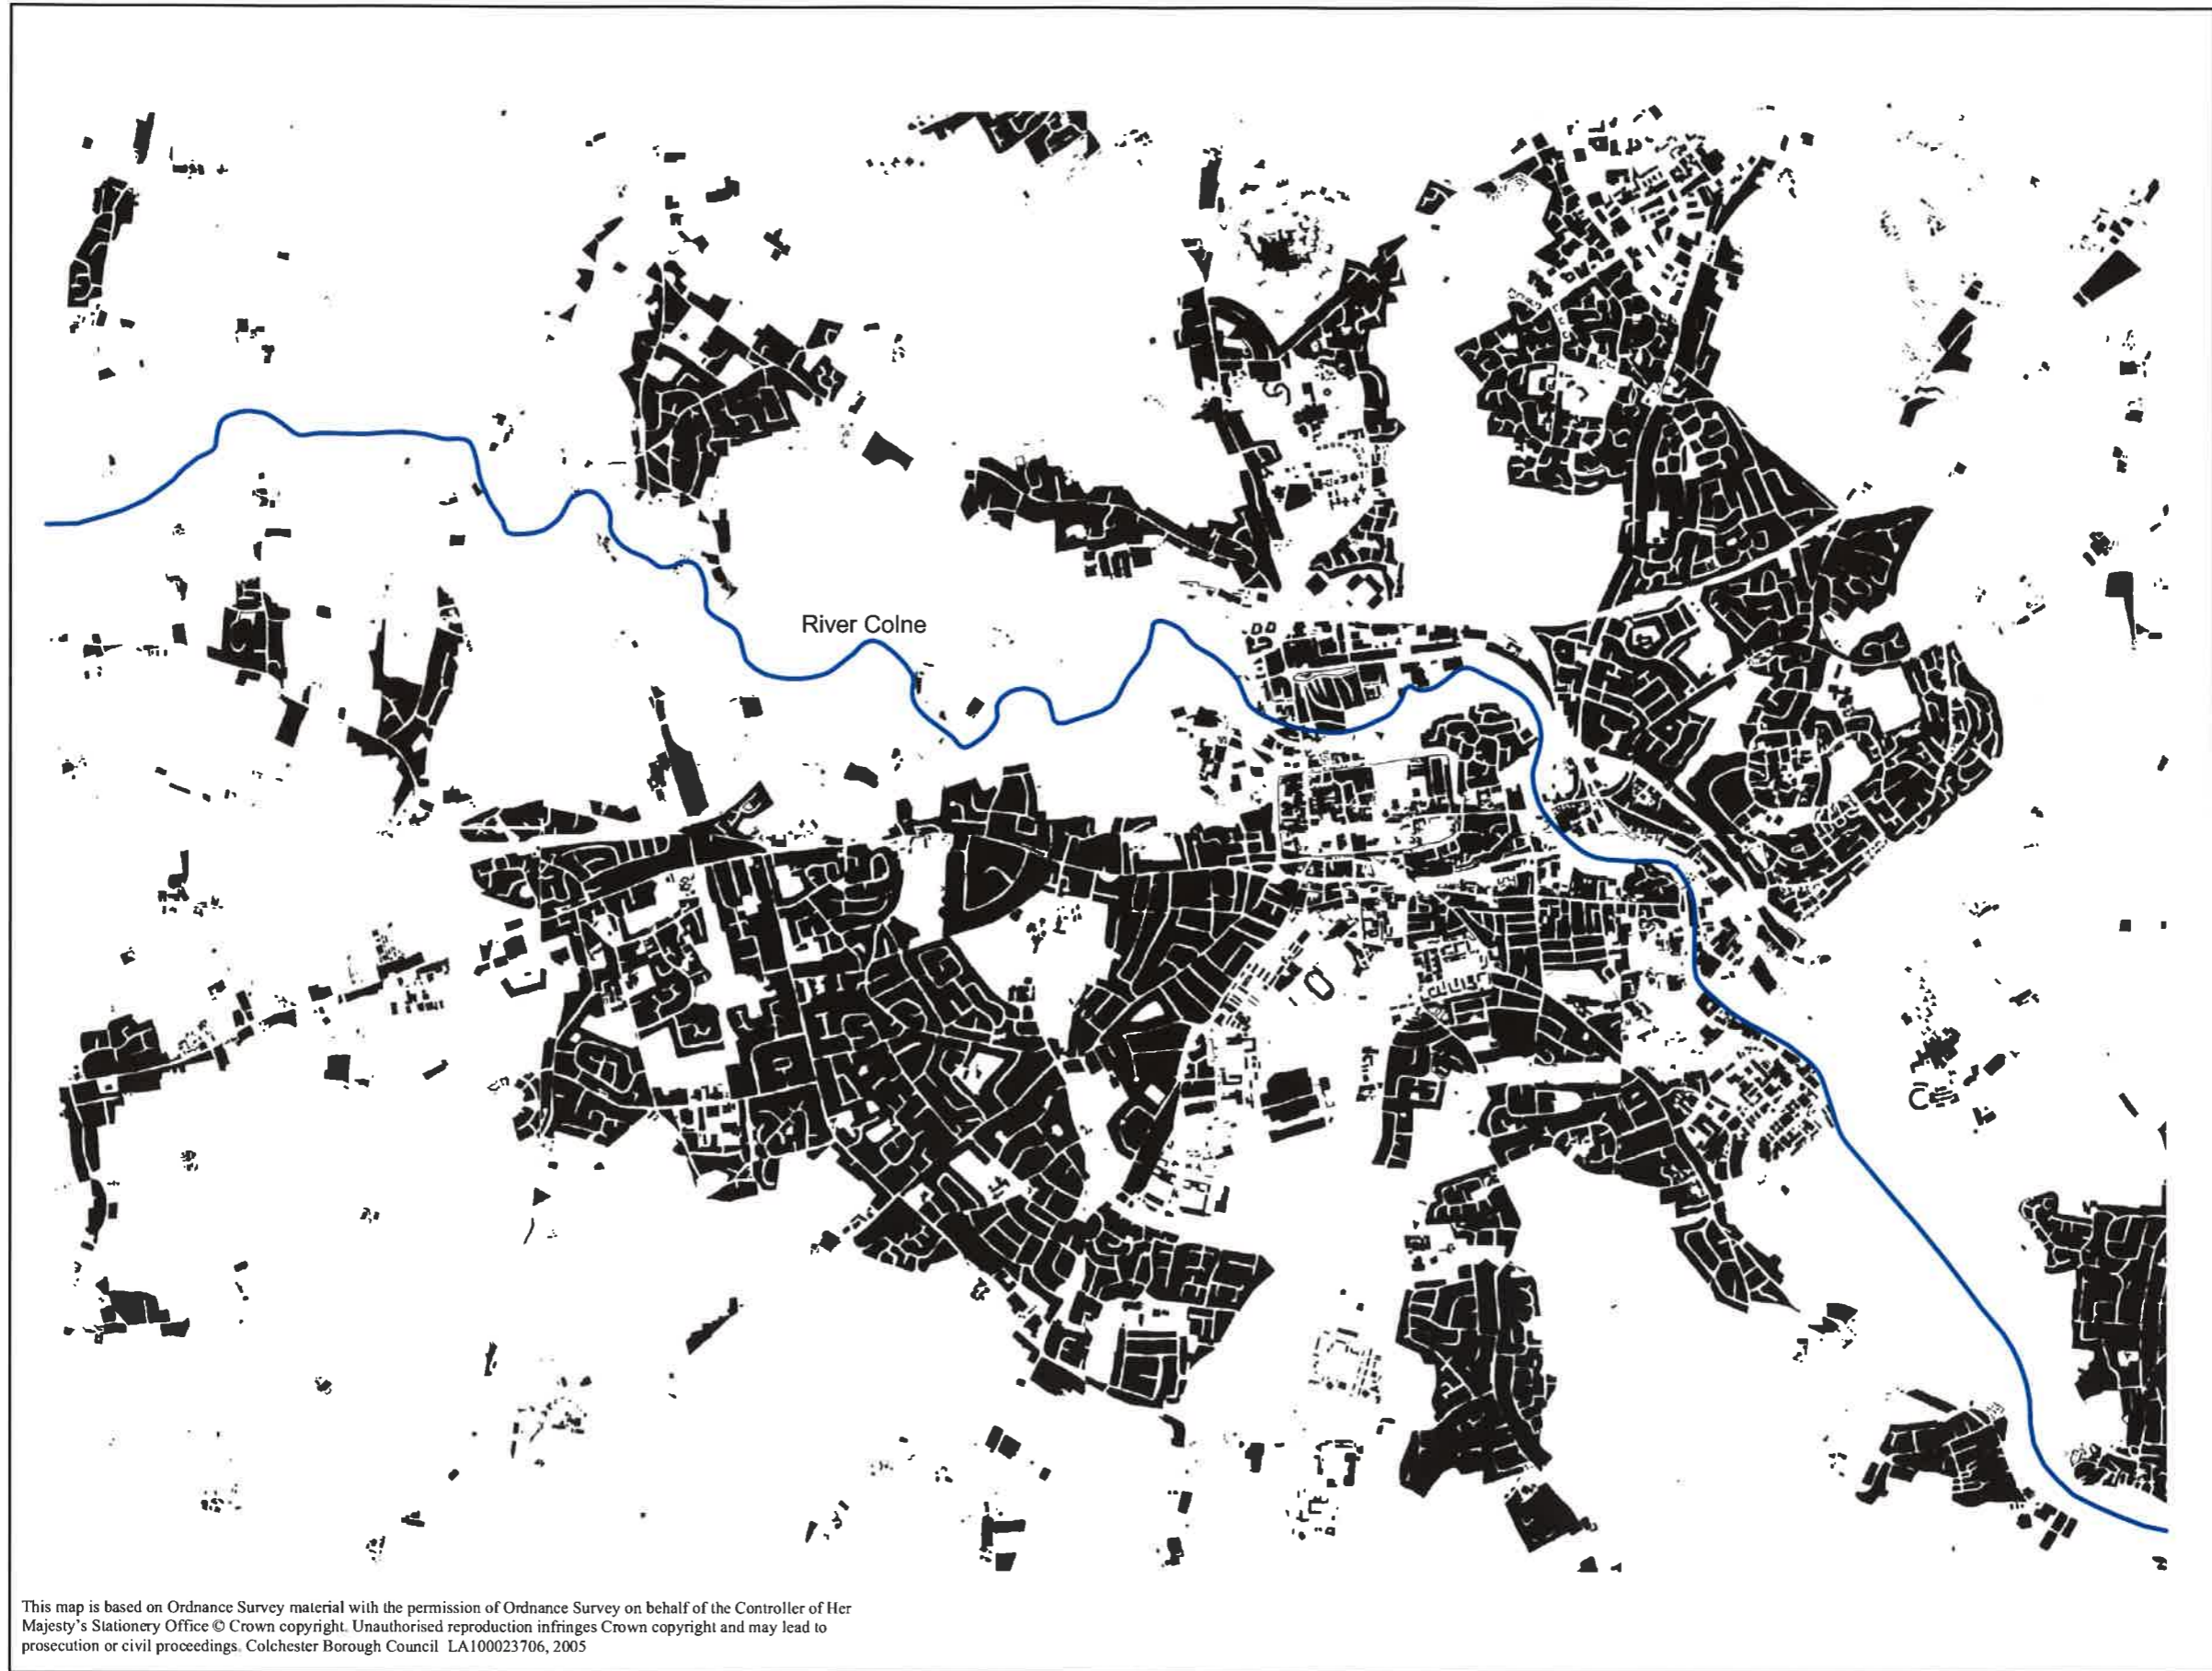 River Colne
This map is based on Ordnance Survey material with the permission of Ordnance Survey on behalf of the Controller of Her
Majesty's Stationery Office © Crown copyright. Unauthorised reproduction infringes Crown copyright and may lead to
prosecution or civil proceedings. Colchester Borough Council LA100023706, 2005